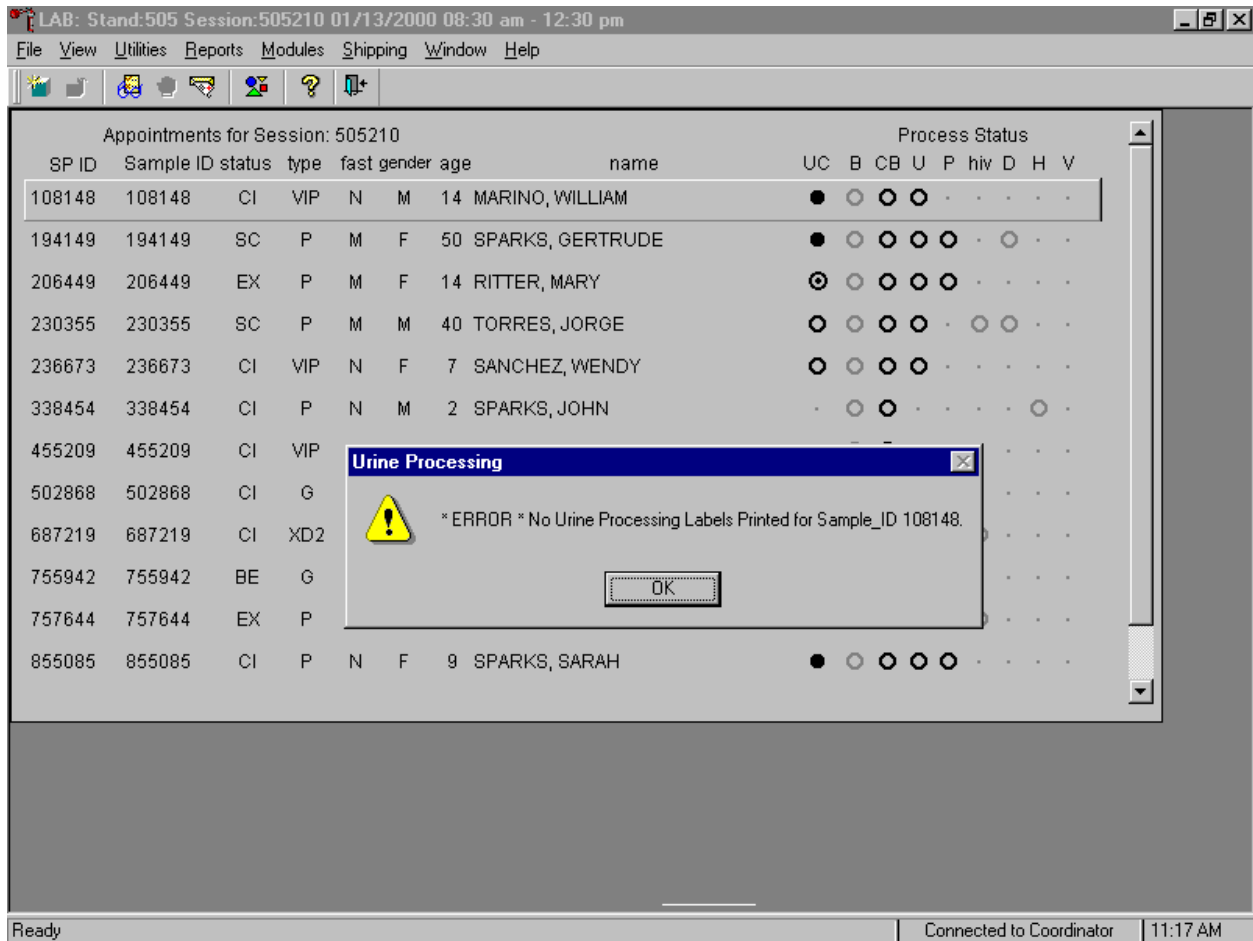 LAB: Stand:505 Session:505210 01/13/2000 08:30 am - 12:30 pm
File View Utilities Reports Modules Shipping Window Help
Appointments for Session: 505210 Process Status
SP ID Sample ID status type fast gender age name UC B CB U P hiv D H V
108148 108148 CI VIP N M 14 MARINO, WILLIAM
194149 194149 SC P M F 50 SPARKS, GERTRUDE
206449 206449 EX P M F 14 RITTER, MARY
230355 230355 SC P M M 40 TORRES, JORGE
236673 236673 CI VIP N F 7 SANCHEZ, WENDY
338454 338454 CI P N M 2 SPARKS, JOHN
455209 455209 CI VIP
Urine Processing
502868 502868 CI G
* ERROR * No Urine Processing Labels Printed for Sample_ID 108148.
687219 687219 CI XD2
755942 755942 BE G
OK
757644 757644 EX P
855085 855085 CI P N F 9 SPARKS, SARAH
Ready Connected to Coordinator 11:17 AM